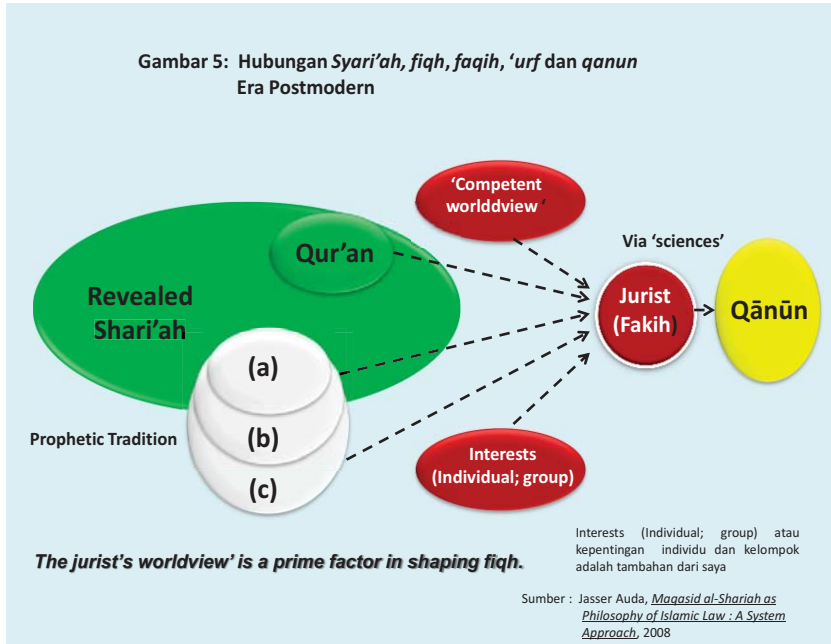 Gambar 5: Hubungan Syari'ah, fiqh, faqih, 'urf dan qanun
Era Postmodern
'Competent
worlddview '
Via 'sciences'
Qur'an
Revealed
Shari'ah
Jurist
(Fakih)
Qānūn
(a)
Prophetic Tradition
(b)
(c)
Interests
(Individual; group)
The jurist's worldview' is a prime factor in shaping fiqh.
Interests (Individual; group) atau
kepentingan individu dan kelompok
adalah tambahan dari saya
Sumber : Jasser Auda, Maqasid al-Shariah as
Philosophy of Islamic Law : A System
Approach, 2008